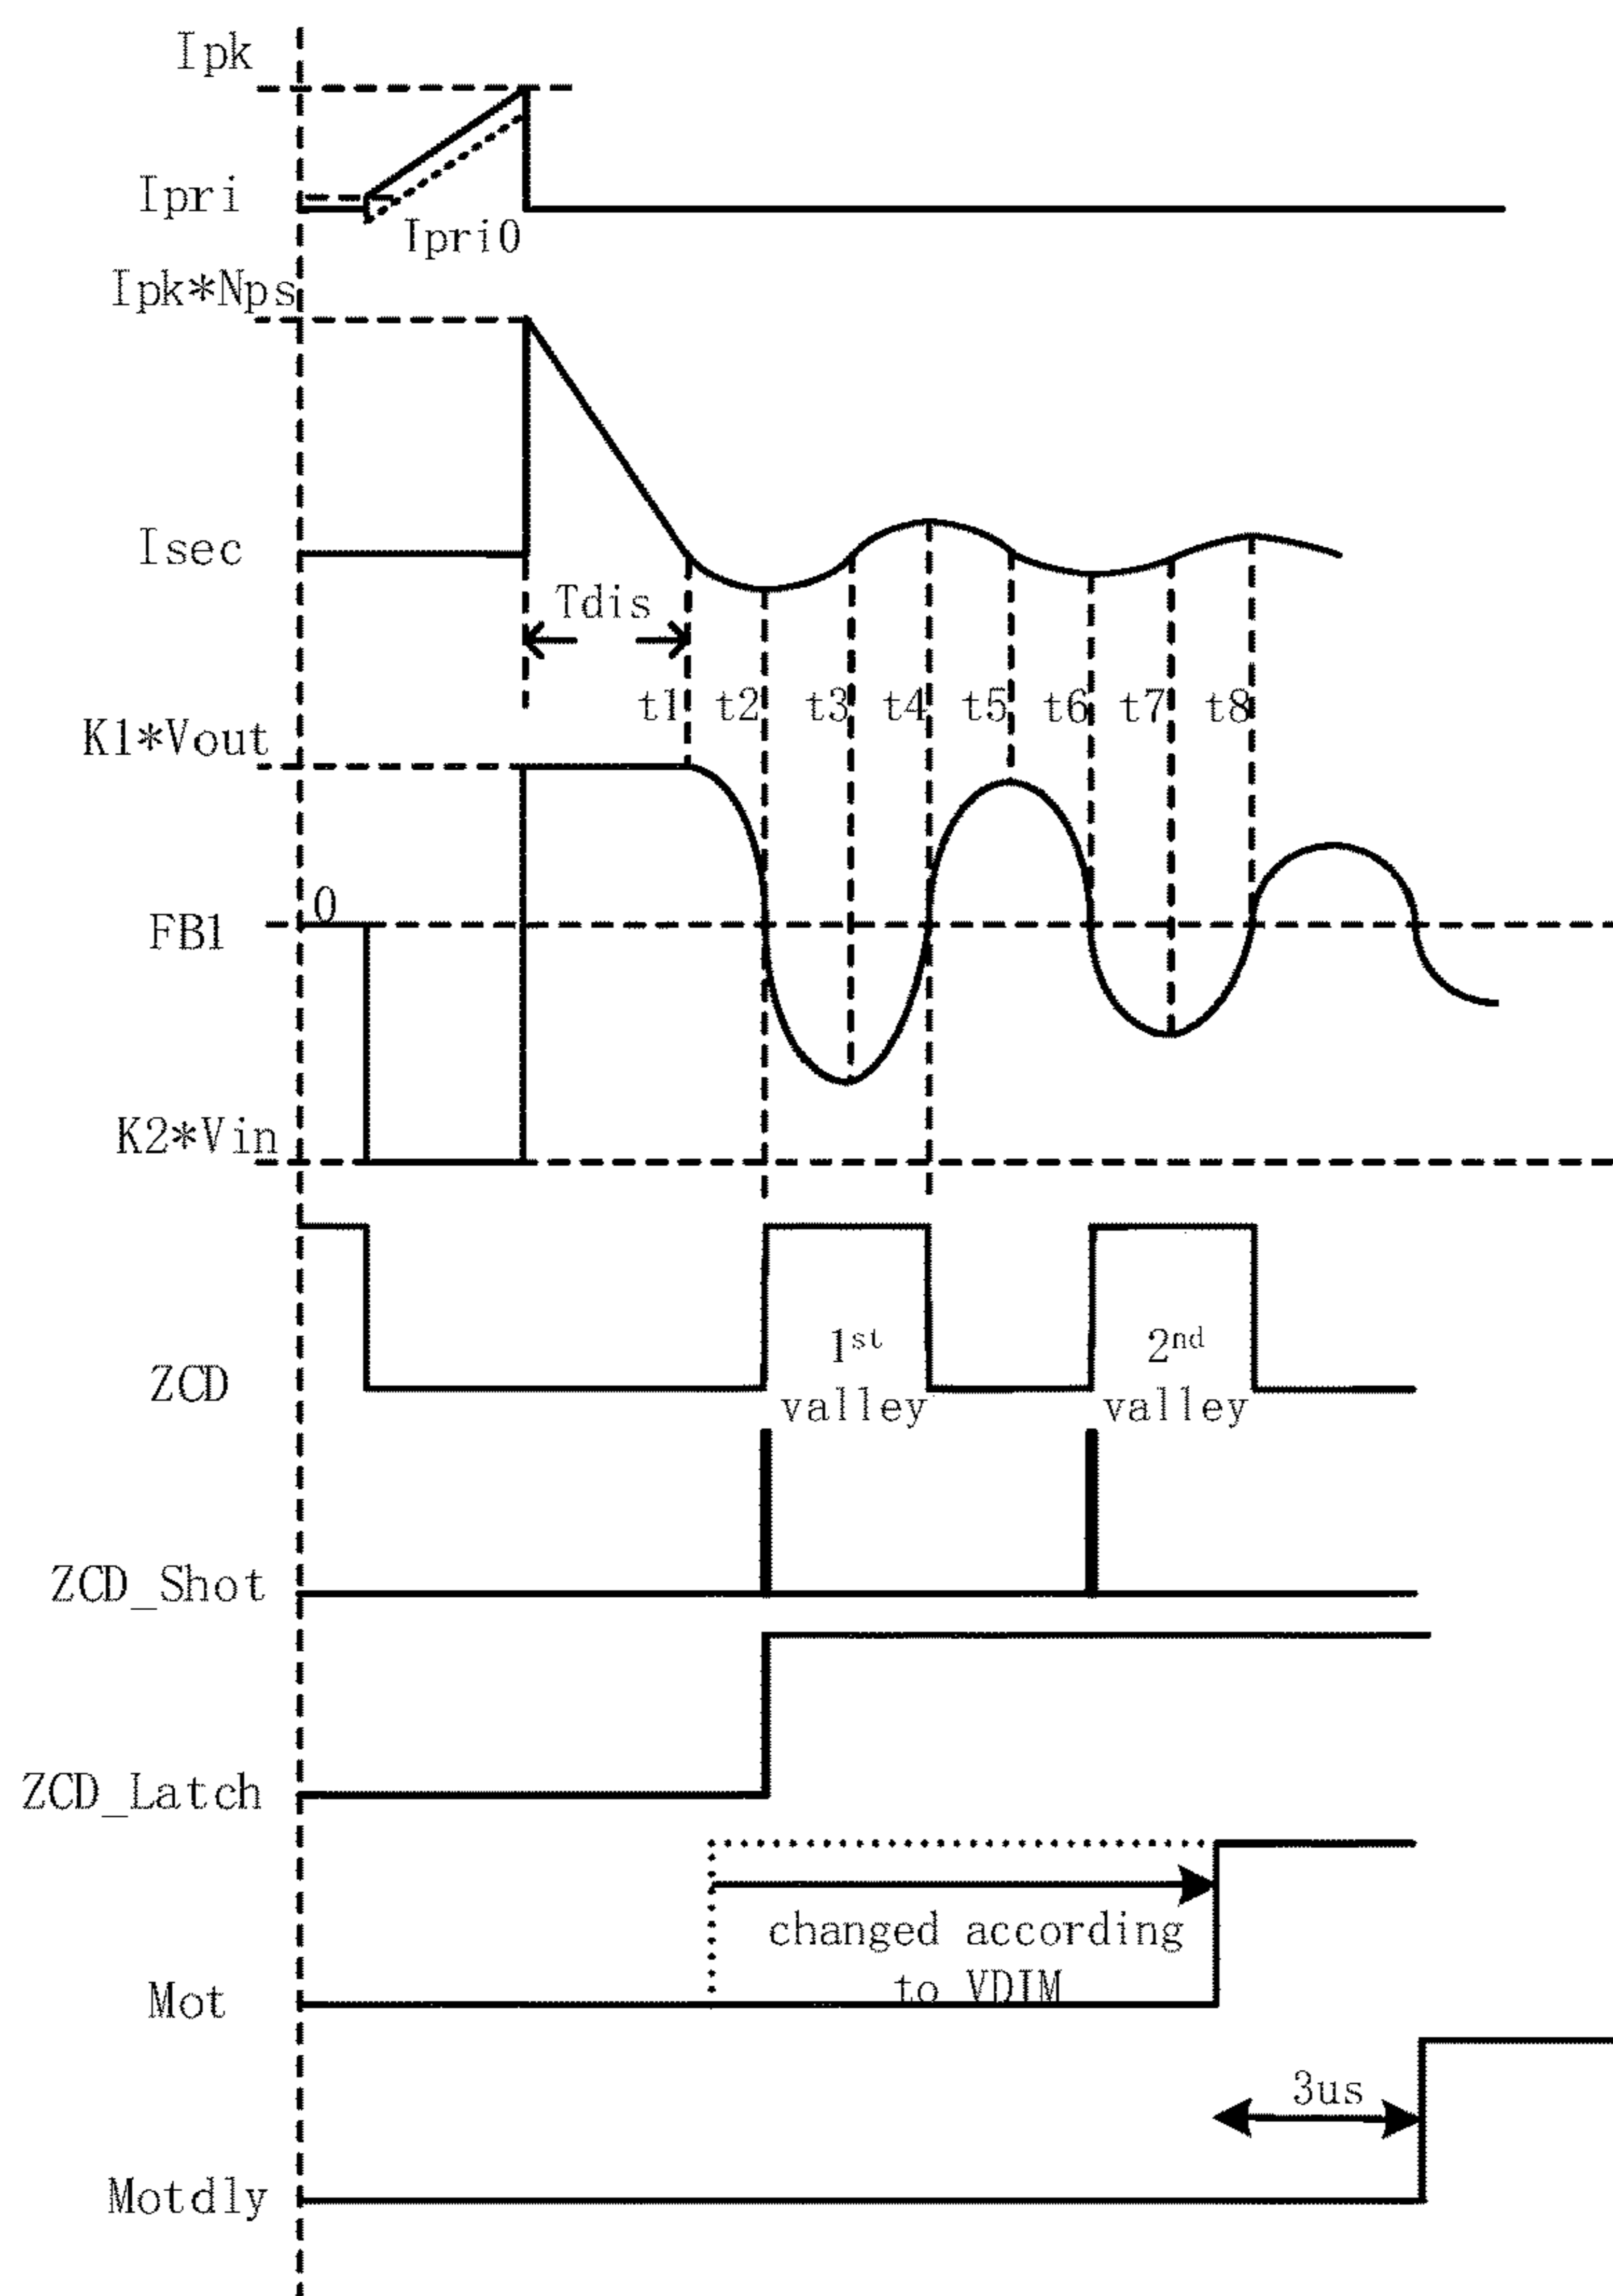 Ipk
Ipri
Ipri0
Ipk*Nps
Isec
Tdis
t1 t2 t3 t4 t5 t6 t7 t8
K1*Vout
0
FB1
K2*Vin
1st valley
2nd valley
ZCD
ZCD_Shot
ZCD_Latch
changed according
to VDIM
Mot
3us
Motdly